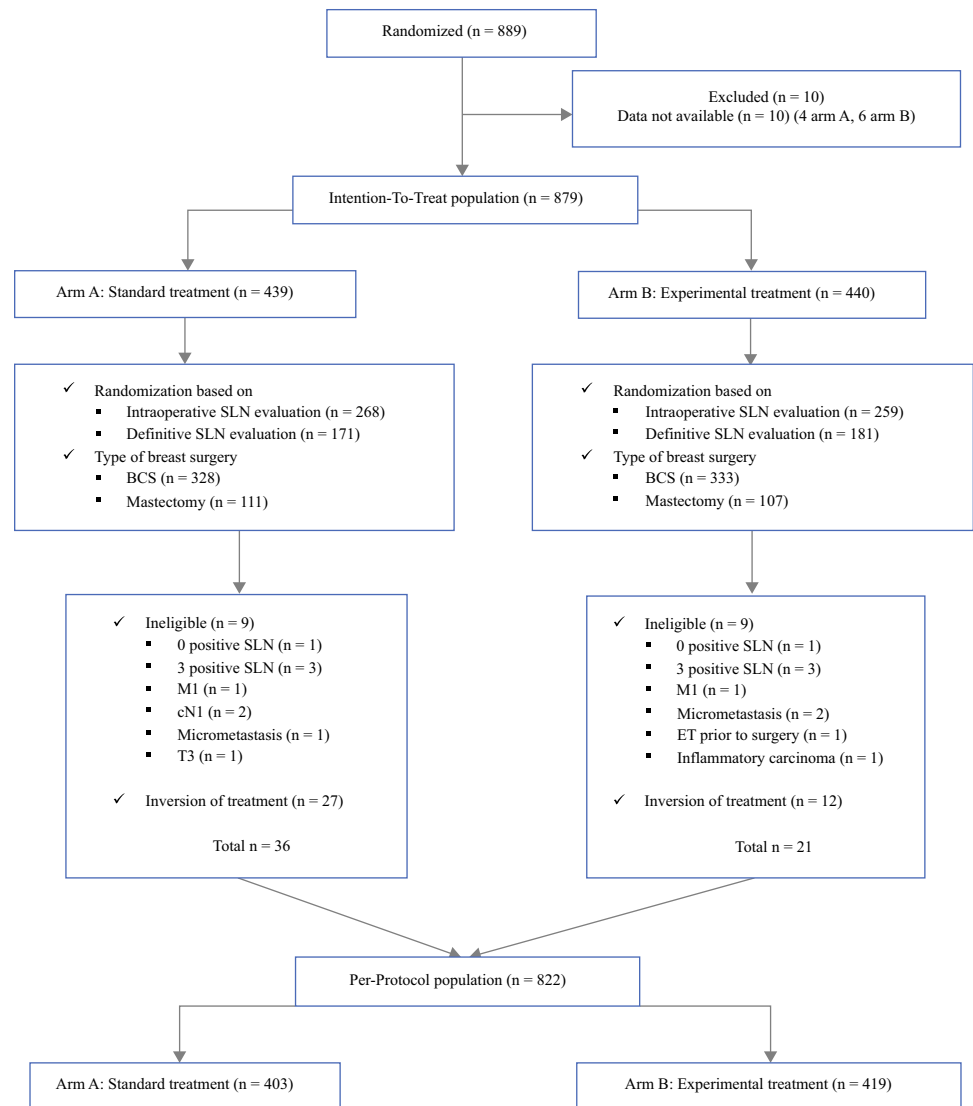 Randomized (n = 889)
Excluded (n = 10)
Data not available (n = 10) (4 arm A, 6 arm B)
Intention-To-Treat population (n = 879)
Arm A: Standard treatment (n = 439)
Arm B: Experimental treatment (n = 440)
✓ Randomization based on
▪ Intraoperative SLN evaluation (n = 268)
▪ Definitive SLN evaluation (n = 171)
✓ Type of breast surgery
▪ BCS (n = 328)
▪ Mastectomy (n = 111)
✓ Randomization based on
▪ Intraoperative SLN evaluation (n = 259)
▪ Definitive SLN evaluation (n = 181)
✓ Type of breast surgery
▪ BCS (n = 333)
▪ Mastectomy (n = 107)
✓ Ineligible (n = 9)
▪ 0 positive SLN (n = 1)
▪ 3 positive SLN (n = 3)
▪ M1 (n = 1)
▪ cN1 (n = 2)
▪ Micrometastasis (n = 1)
▪ T3 (n = 1)
✓ Inversion of treatment (n = 27)
Total n = 36
✓ Ineligible (n = 9)
▪ 0 positive SLN (n = 1)
▪ 3 positive SLN (n = 3)
▪ M1 (n = 1)
▪ Micrometastasis (n = 2)
▪ ET prior to surgery (n = 1)
▪ Inflammatory carcinoma (n = 1)
✓ Inversion of treatment (n = 12)
Total n = 21
Per-Protocol population (n = 822)
Arm A: Standard treatment (n = 403)
Arm B: Experimental treatment (n = 419)